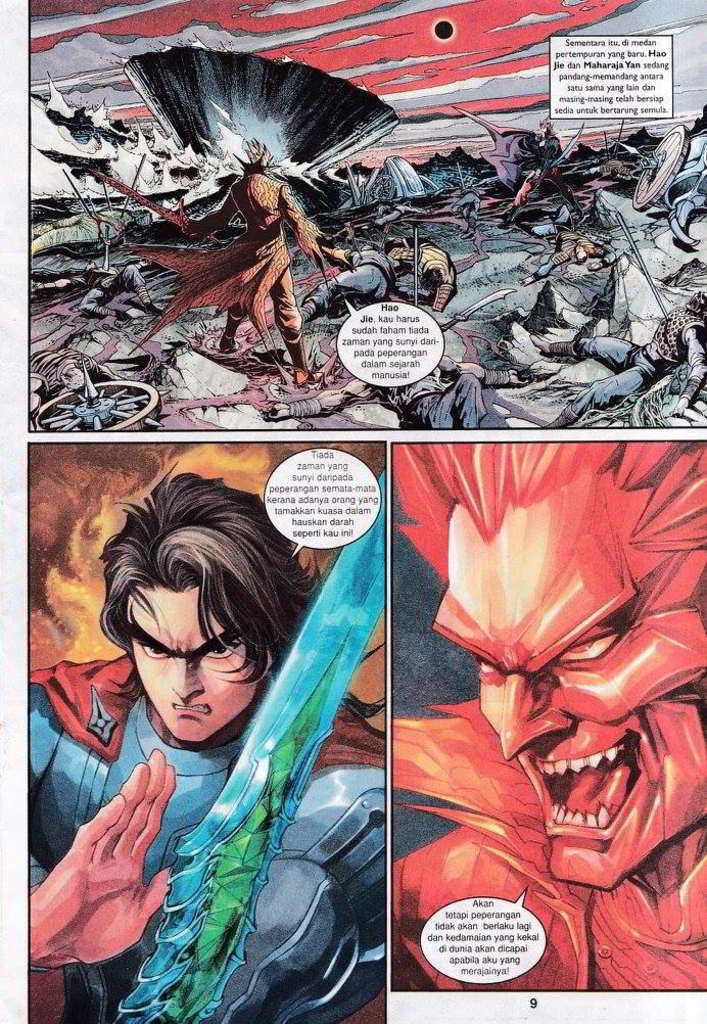 Sementara itu, di medan
pertempuran yang baru, Hao
Jie dan Maharaja Yan sedang
pandang-memandang antara
satu sama yang lain dan
masing-masing telah bersiap
sedia untuk bertarung semula.
Hao
Jie, kau harus
sudah faham tiada
zaman yang sunyi dari-
pada peperangan
dalam sejarah
manusia!
Tiada
zaman yang
sunyi daripada
peperangan semata-mata
kerana adanya orang yang
tamakkan kuasa dalam
hauskan darah
seperti kau ini!
Akan
tetapi peperangan
tidak akan berlaku lagi
dan kedamaian yang kekal
di dunia akan dicapai
apabila aku yang
merajainya!
9